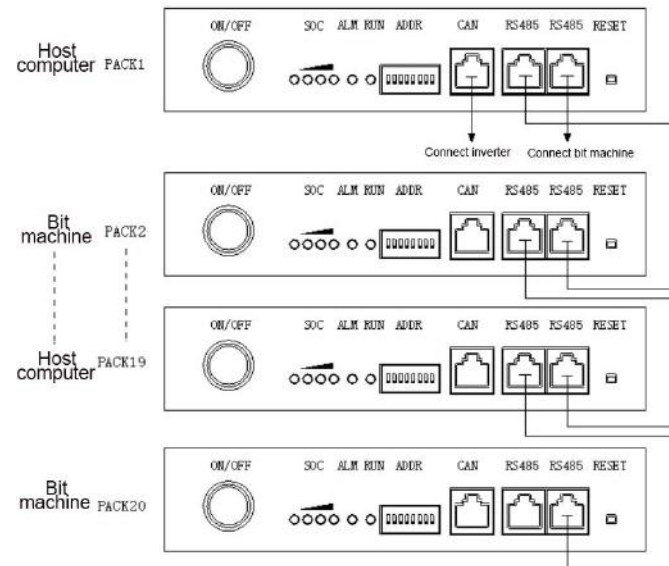 ON/OFF SOC ALM RUN ADDR CAN RS485 RS485 RESET
Host
computer PACK1
Connect inverter Connect bit machine
ON/OFF SOC ALM RUN ADDR CAN RS485 RS485 RESET
Bit
machine PACK2
ON/OFF SOC ALM RUN ADDR CAN RS485 RS485 RESET
Host
computer PACK19
ON/OFF SOC ALM RUN ADDR CAN RS485 RS485 RESET
Bit
machine PACK20